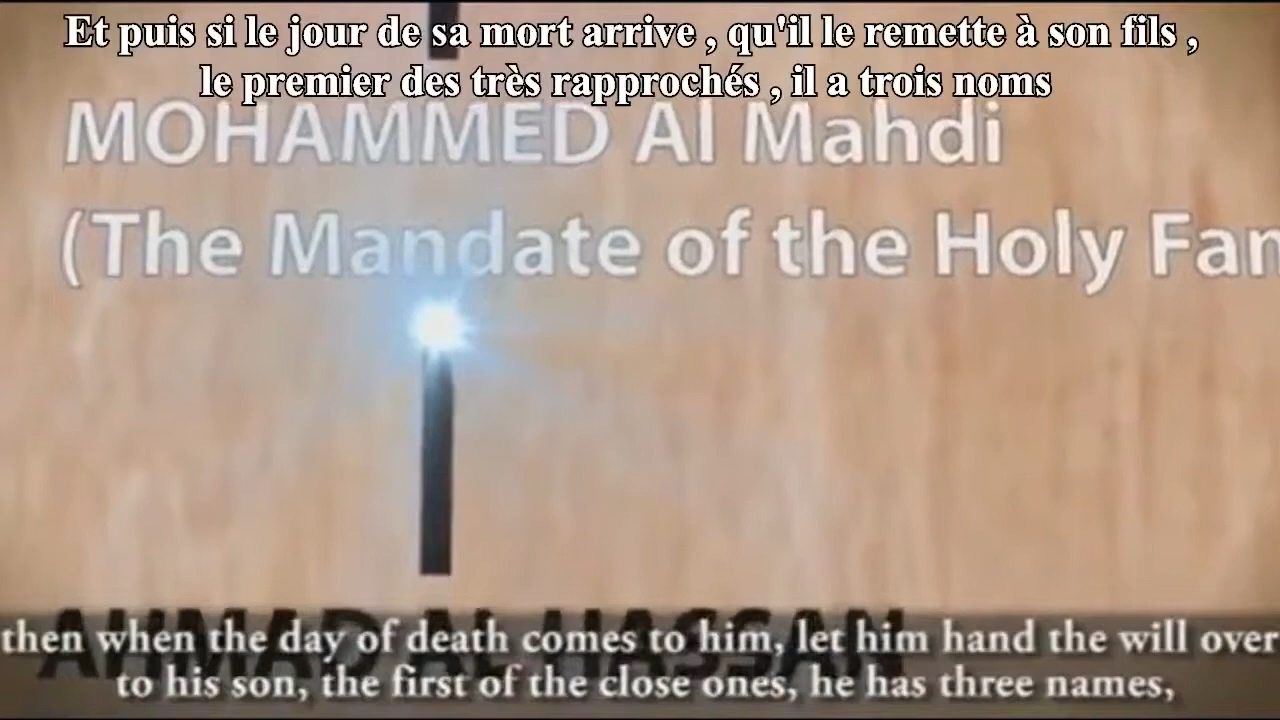 Et puis si le jour de sa mort arrive , qu'il le remette à son fils ,
le premier des très rapprochés , il a trois noms
MOHAMMED Al Mahdi
(The Mandate of the Holy Fam
AHMAD AL HASSAN
then when the day of death comes to him, let him hand the will over
to his son, the first of the close ones, he has three names,